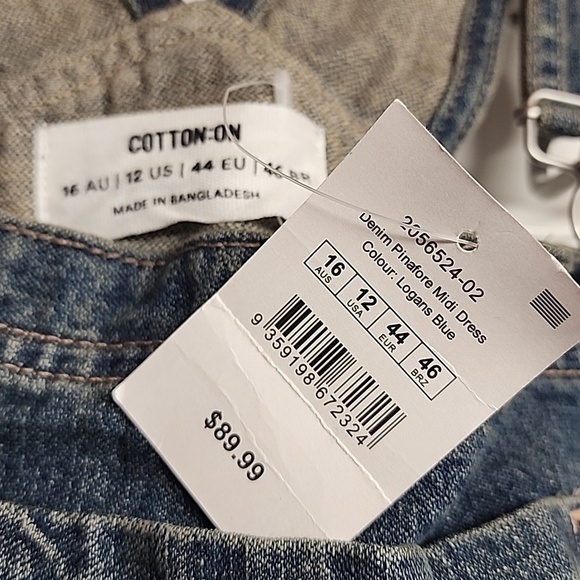 COTTON:ON
16 AU | 12 US | 44 EU | 46 BR
MADE IN BANGLADESH
2056524-02
Denim Pinafore Midi Dress
Colour: Logans Blue
16 12 44 46
AUS USA EUR BRZ
9 359198 672324
$89.99